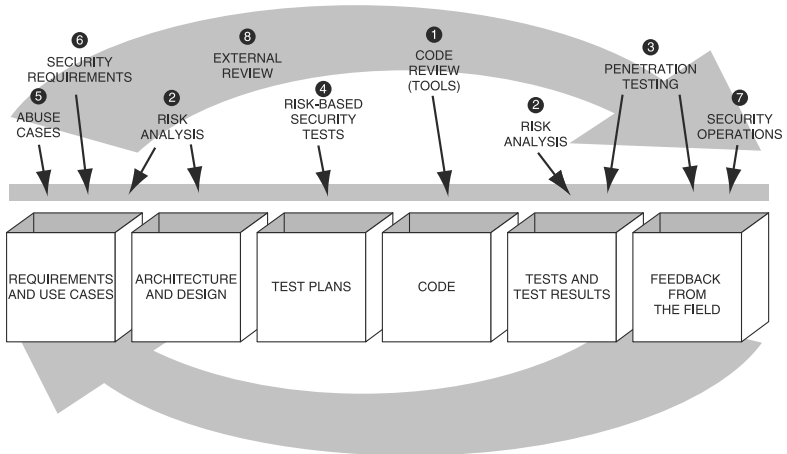 6
SECURITY
REQUIREMENTS
8
EXTERNAL
REVIEW
1
CODE
REVIEW
(TOOLS)
3
PENETRATION
TESTING
5
ABUSE
CASES
2
RISK
ANALYSIS
4
RISK-BASED
SECURITY
TESTS
2
RISK
ANALYSIS
7
SECURITY
OPERATIONS
REQUIREMENTS
AND USE CASES
ARCHITECTURE
AND DESIGN
TEST PLANS
CODE
TESTS AND
TEST RESULTS
FEEDBACK
FROM
THE FIELD